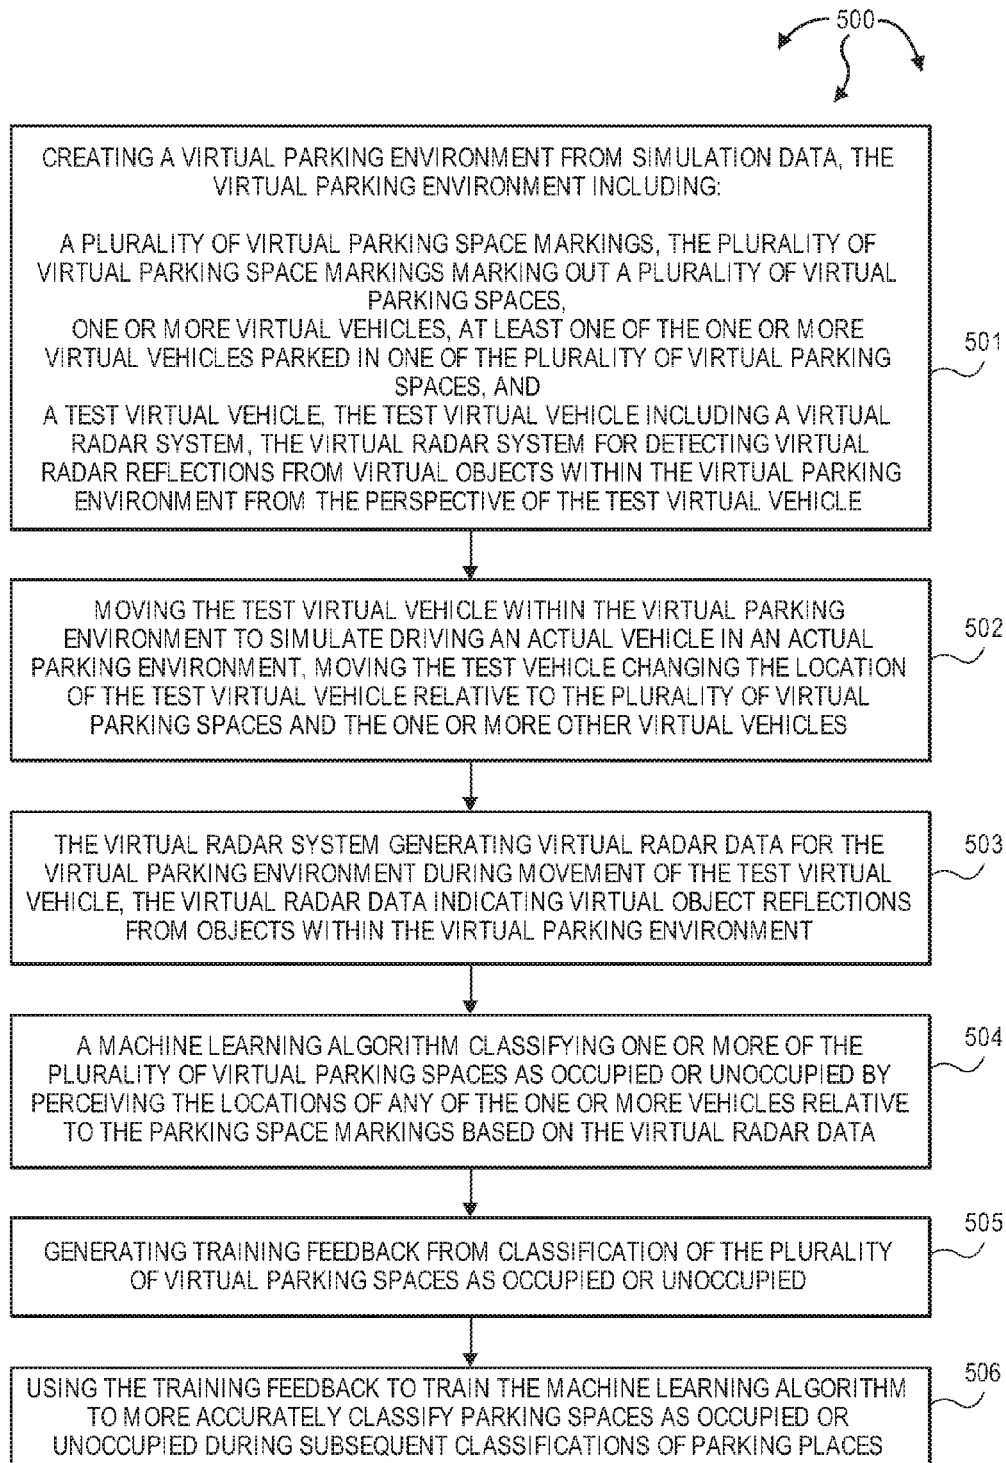 500
CREATING A VIRTUAL PARKING ENVIRONMENT FROM SIMULATION DATA, THE
VIRTUAL PARKING ENVIRONMENT INCLUDING:
A PLURALITY OF VIRTUAL PARKING SPACE MARKINGS, THE PLURALITY OF
VIRTUAL PARKING SPACE MARKINGS MARKING OUT A PLURALITY OF VIRTUAL
PARKING SPACES,
ONE OR MORE VIRTUAL VEHICLES, AT LEAST ONE OF THE ONE OR MORE
VIRTUAL VEHICLES PARKED IN ONE OF THE PLURALITY OF VIRTUAL PARKING
SPACES, AND
A TEST VIRTUAL VEHICLE, THE TEST VIRTUAL VEHICLE INCLUDING A VIRTUAL
RADAR SYSTEM, THE VIRTUAL RADAR SYSTEM FOR DETECTING VIRTUAL
RADAR REFLECTIONS FROM VIRTUAL OBJECTS WITHIN THE VIRTUAL PARKING
ENVIRONMENT FROM THE PERSPECTIVE OF THE TEST VIRTUAL VEHICLE
501
MOVING THE TEST VIRTUAL VEHICLE WITHIN THE VIRTUAL PARKING
ENVIRONMENT TO SIMULATE DRIVING AN ACTUAL VEHICLE IN AN ACTUAL
PARKING ENVIRONMENT, MOVING THE TEST VEHICLE CHANGING THE LOCATION
OF THE TEST VIRTUAL VEHICLE RELATIVE TO THE PLURALITY OF VIRTUAL
PARKING SPACES AND THE ONE OR MORE OTHER VIRTUAL VEHICLES
502
THE VIRTUAL RADAR SYSTEM GENERATING VIRTUAL RADAR DATA FOR THE
VIRTUAL PARKING ENVIRONMENT DURING MOVEMENT OF THE TEST VIRTUAL
VEHICLE, THE VIRTUAL RADAR DATA INDICATING VIRTUAL OBJECT REFLECTIONS
FROM OBJECTS WITHIN THE VIRTUAL PARKING ENVIRONMENT
503
A MACHINE LEARNING ALGORITHM CLASSIFYING ONE OR MORE OF THE
PLURALITY OF VIRTUAL PARKING SPACES AS OCCUPIED OR UNOCCUPIED BY
PERCEIVING THE LOCATIONS OF ANY OF THE ONE OR MORE VEHICLES RELATIVE
TO THE PARKING SPACE MARKINGS BASED ON THE VIRTUAL RADAR DATA
504
GENERATING TRAINING FEEDBACK FROM CLASSIFICATION OF THE PLURALITY
OF VIRTUAL PARKING SPACES AS OCCUPIED OR UNOCCUPIED
505
USING THE TRAINING FEEDBACK TO TRAIN THE MACHINE LEARNING ALGORITHM
TO MORE ACCURATELY CLASSIFY PARKING SPACES AS OCCUPIED OR
UNOCCUPIED DURING SUBSEQUENT CLASSIFICATIONS OF PARKING PLACES
506